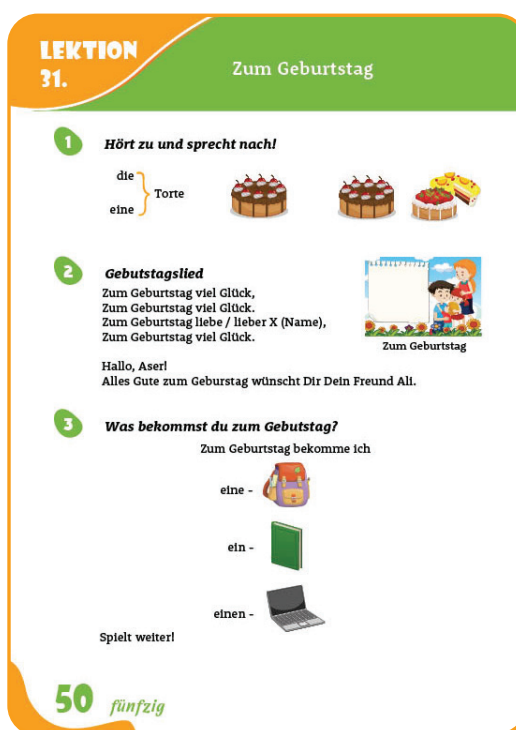 LEKTION
31.
Zum Geburtstag
1
Hört zu und sprecht nach!
die
eine
Torte
2
Gebutstagslied
Zum Geburtstag viel Glück,
Zum Geburtstag viel Glück.
Zum Geburtstag liebe / lieber X (Name),
Zum Geburtstag viel Glück.
Zum Gebuгtstag
Hallo, Aser!
Alles Gute zum Geburstag wünscht Dir Dein Freund Ali.
3
Was bekommst du zum Gebutstag?
Zum Geburtstag bekomme ich
eine -
ein -
einen -
Spielt weiter!
50 fünfzig